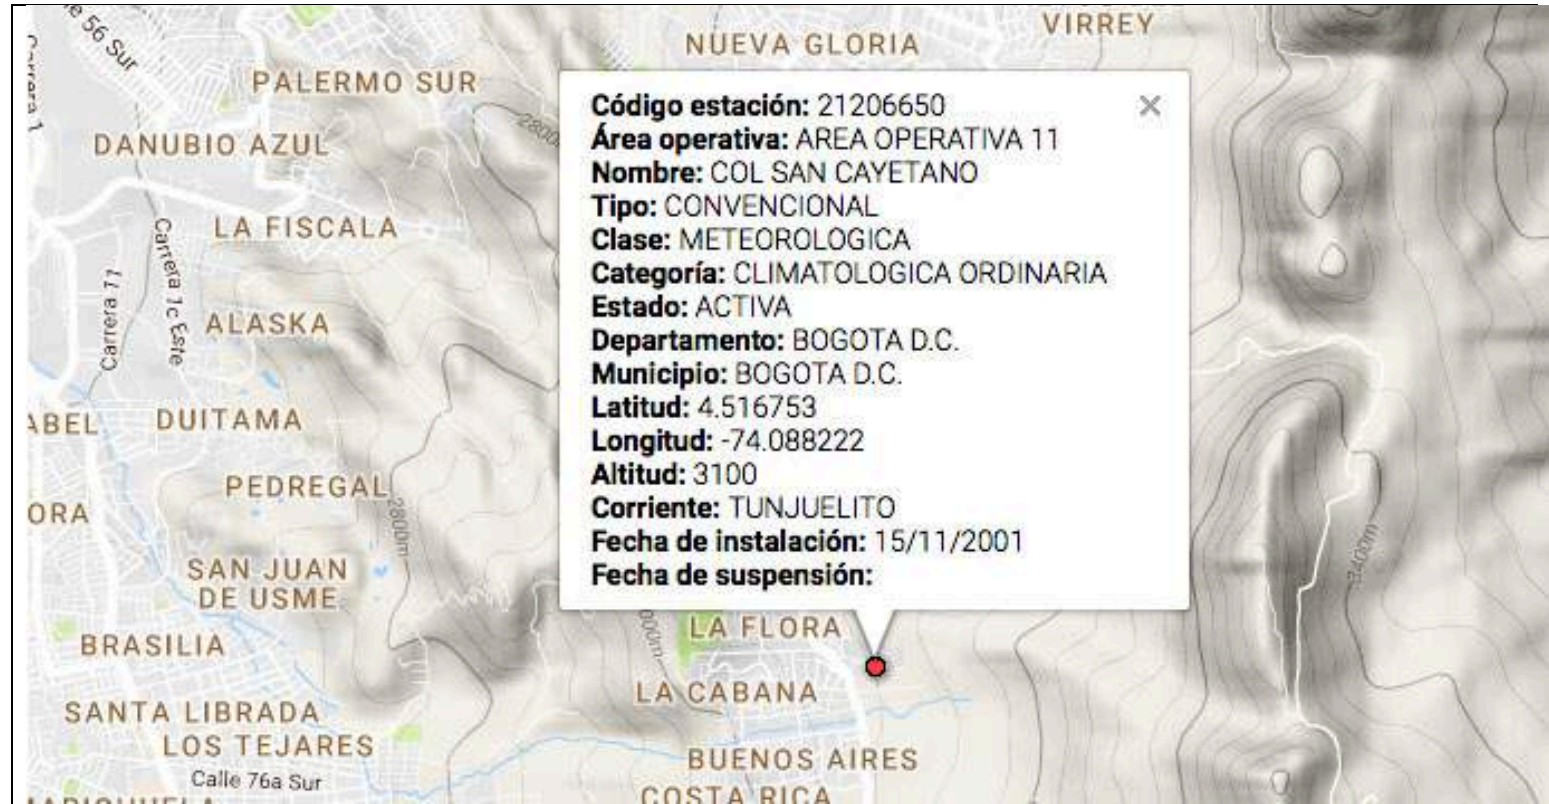 VIRREY
NUEVA GLORIA
PALERMO SUR
DANUBIO AZUL
2800
LA FISCALA
Carrera 1c Este
Carrera 11
ALASKA
DUITAMA
PEDREGAL
2800m
ORA
SAN JUAN
DE USME
BRASILIA
SANTA LIBRADA
LOS TEJARES
Calle 76a Sur
Código estación: 21206650
Área operativa: AREA OPERATIVA 11
Nombre: COL SAN CAYETANO
Tipo: CONVENCIONAL
Clase: METEOROLOGICA
Categoría: CLIMATOLOGICA ORDINARIA
Estado: ACTIVA
Departamento: BOGOTA D.C.
Municipio: BOGOTA D.C.
Latitud: 4.516753
Longitud: -74.088222
Altitud: 3100
Corriente: TUNJUELITO
Fecha de instalación: 15/11/2001
Fecha de suspensión:
LA FLORA
LA CABANA
BUENOS AIRES
COSTA RICA